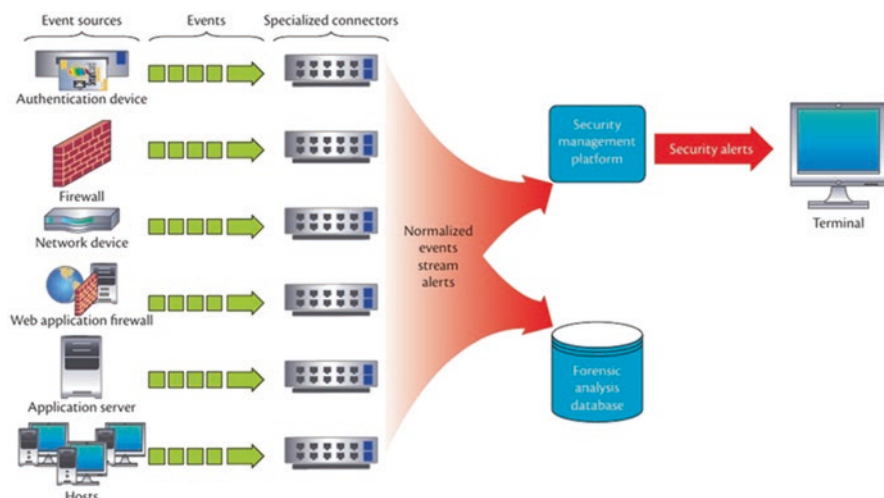 Event sources
Events
Specialized connectors
Authentication device
Firewall
Network device
Web application firewall
Application server
Hosts
Normalized
events
stream
alerts
Security
management
platform
Security alerts
Terminal
Forensic
analysis
database